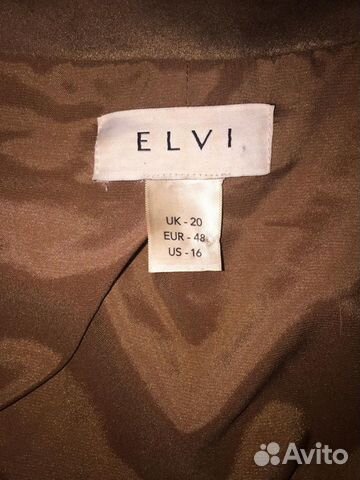 ELVI
UK - 20
EUR - 48
US - 16
Avito